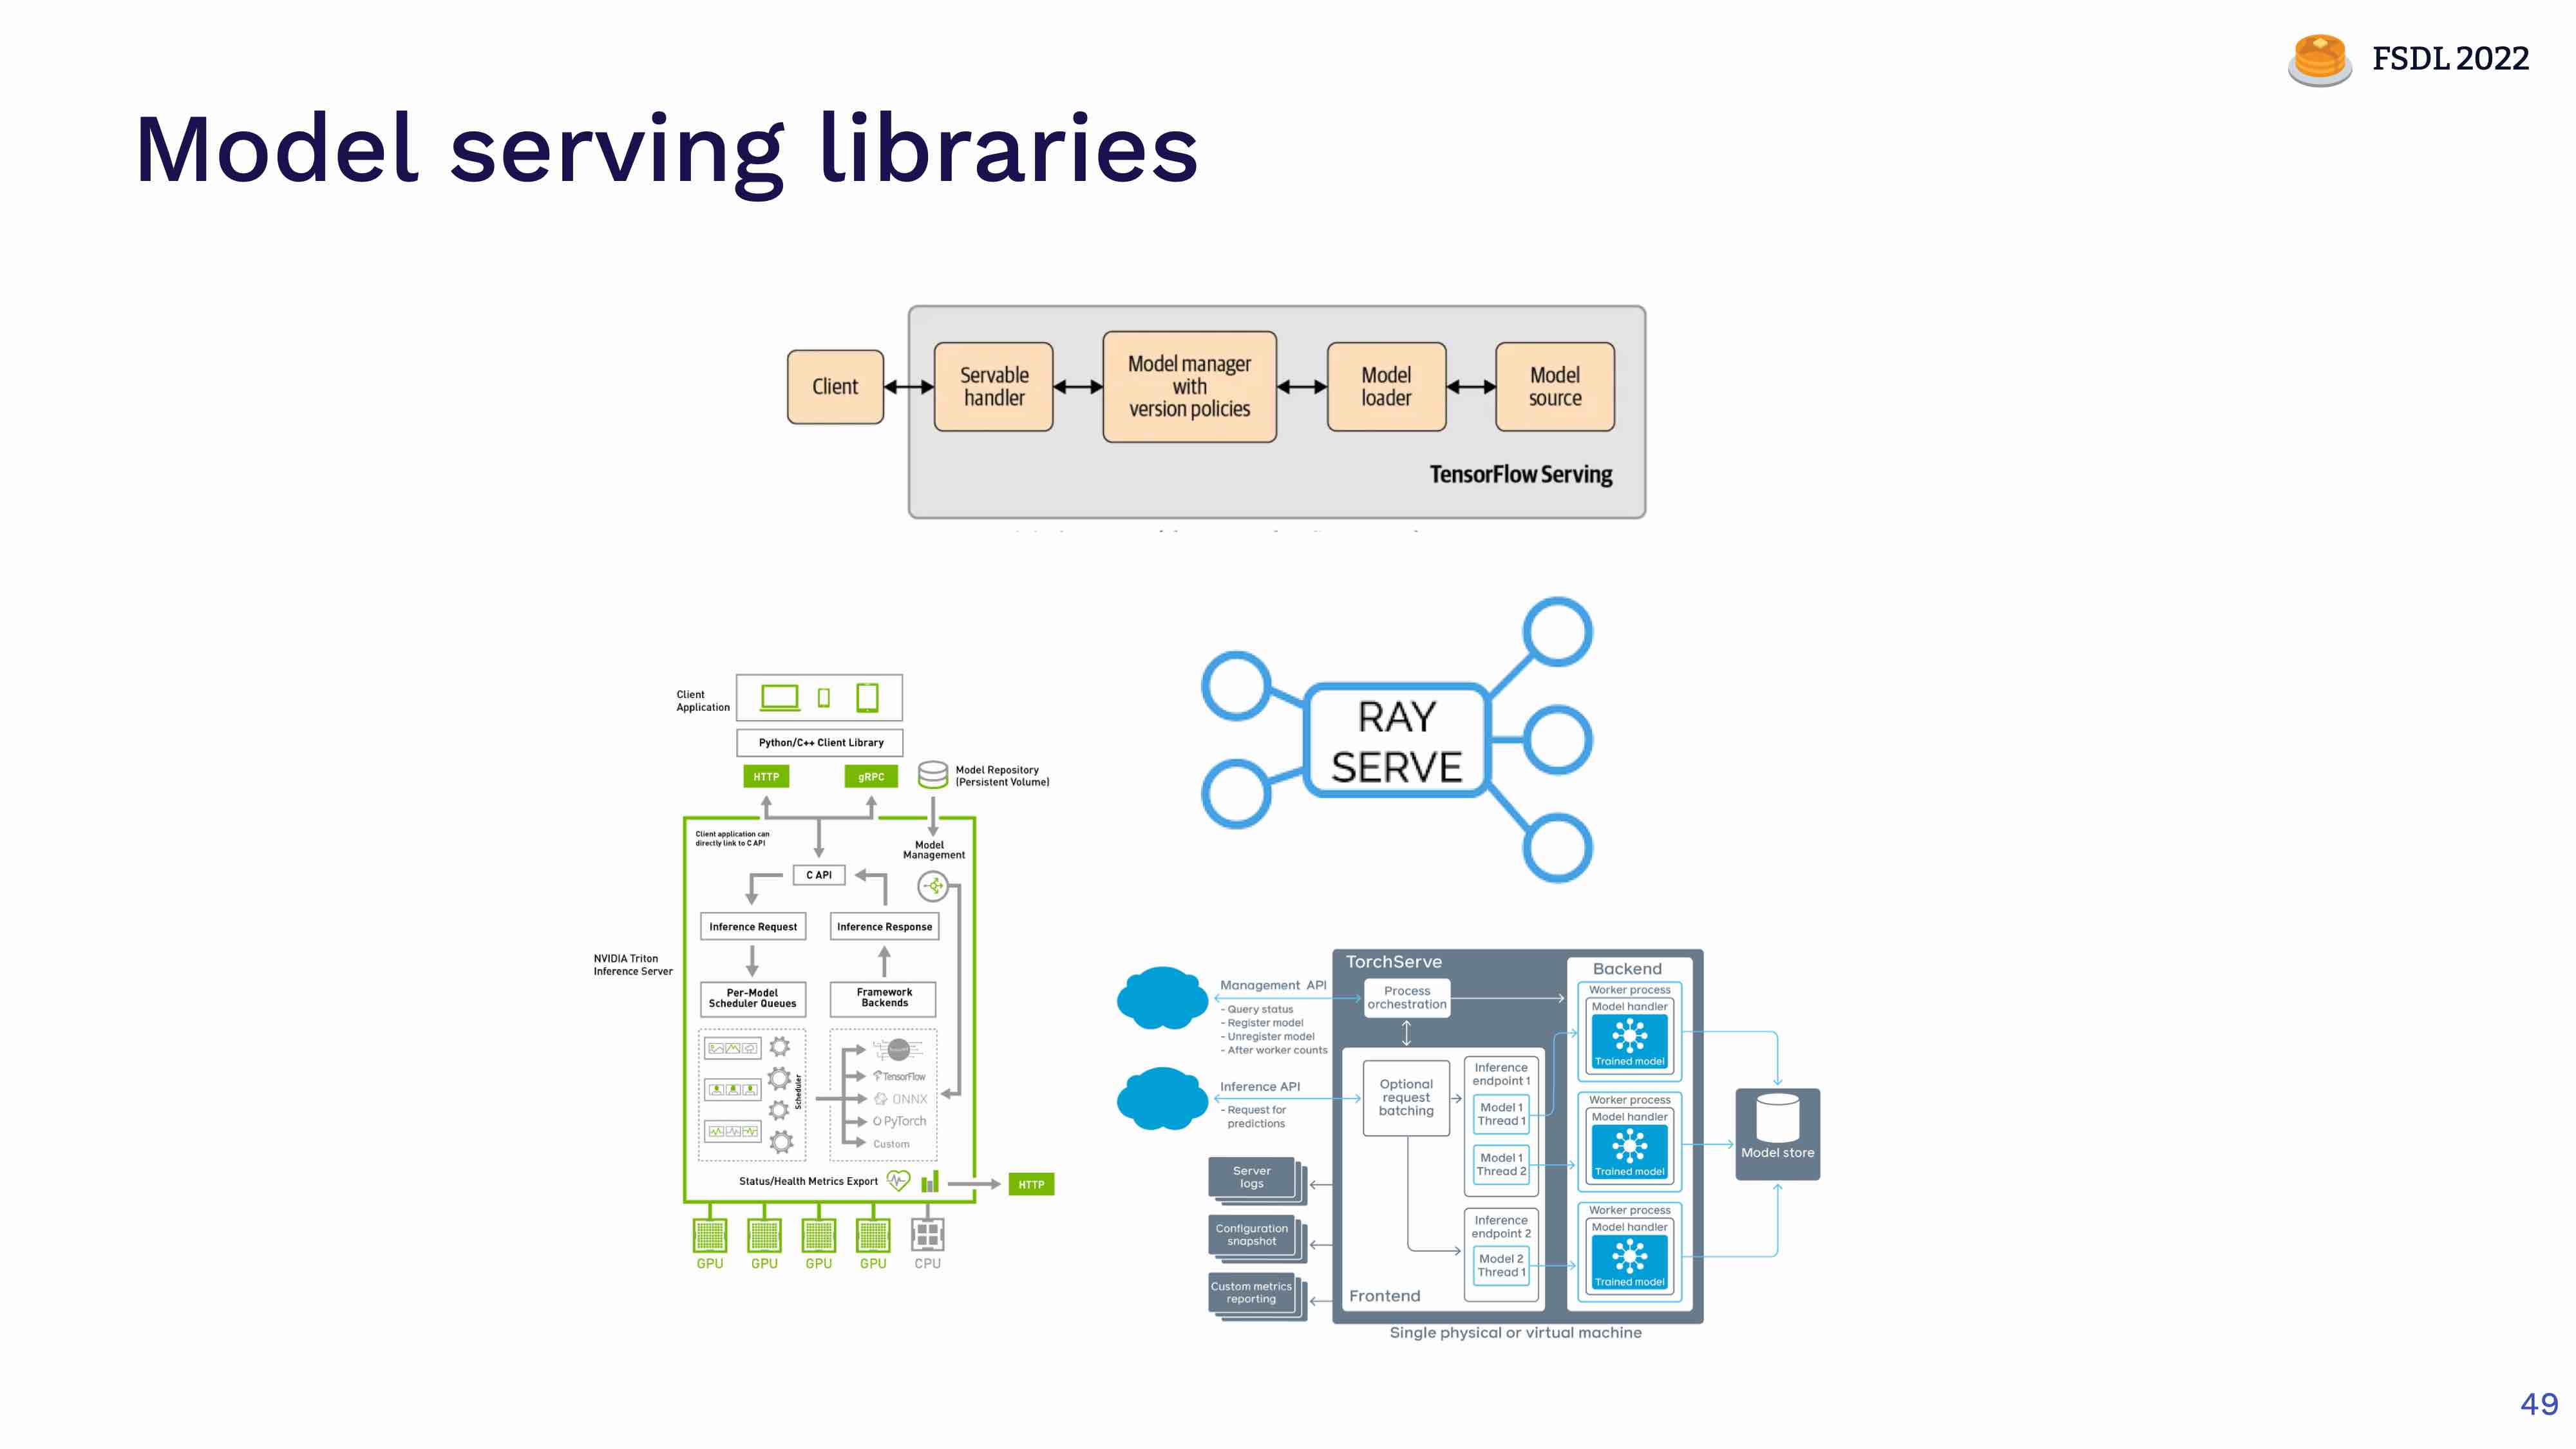 FSDL 2022
Model serving libraries
Client
Servable
handler
Model manager
with
version policies
Model
loader
Model
source
TensorFlow Serving
Client
Application
Python/C++ Client Library
HTTP
gRPC
Model Repository
(Persistent Volume)
Client application can
directly link to C API
Model
Management
C API
Inference Request
Inference Response
NVIDIA Triton
Inference Server
Per-Model
Scheduler Queues
Framework
Backends
Scheduler
TensorFlow
ONNX
PyTorch
Custom
Status/Health Metrics Export
HTTP
GPU
GPU
GPU
GPU
CPU
RAY
SERVE
TorchServe
Management API
- Query status
- Register model
- Unregister model
- After worker counts
Process
orchestration
Inference API
- Request for
predictions
Optional
request
batching
Inference
endpoint 1
Model 1
Thread 1
Model 1
Thread 2
Inference
endpoint 2
Model 2
Thread 1
Frontend
Backend
Worker process
Model handler
Trained model
Worker process
Model handler
Trained model
Worker process
Model handler
Trained model
Model store
Server
logs
Configuration
snapshot
Custom metrics
reporting
Single physical or virtual machine
49